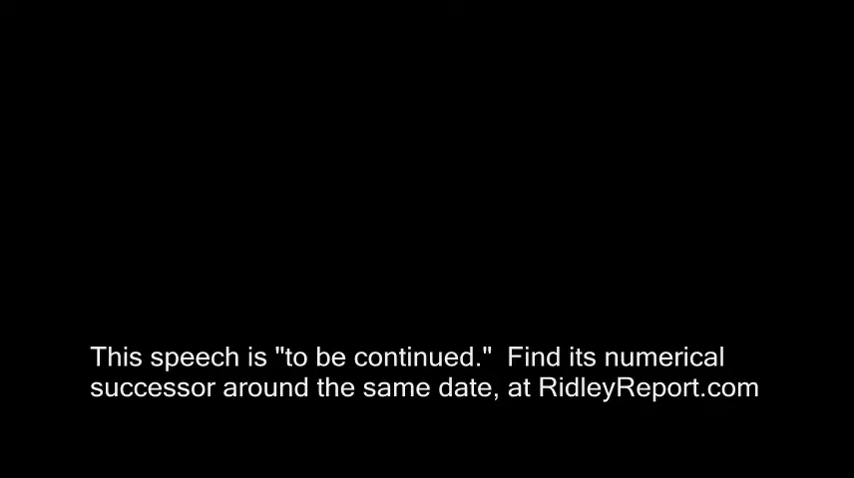 This speech is "to be continued."  Find its numerical
successor around the same date, at RidleyReport.com